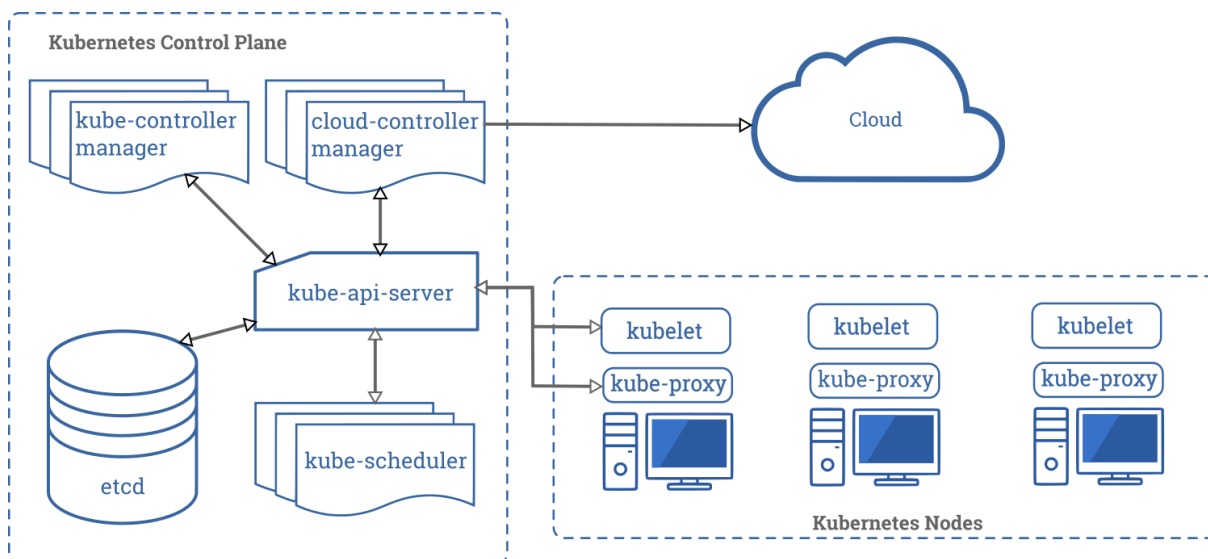 Kubernetes Control Plane
kube-controller
manager
cloud-controller
manager
Cloud
kube-api-server
etcd
kube-scheduler
kubelet
kubelet
kubelet
kube-proxy
kube-proxy
kube-proxy
Kubernetes Nodes